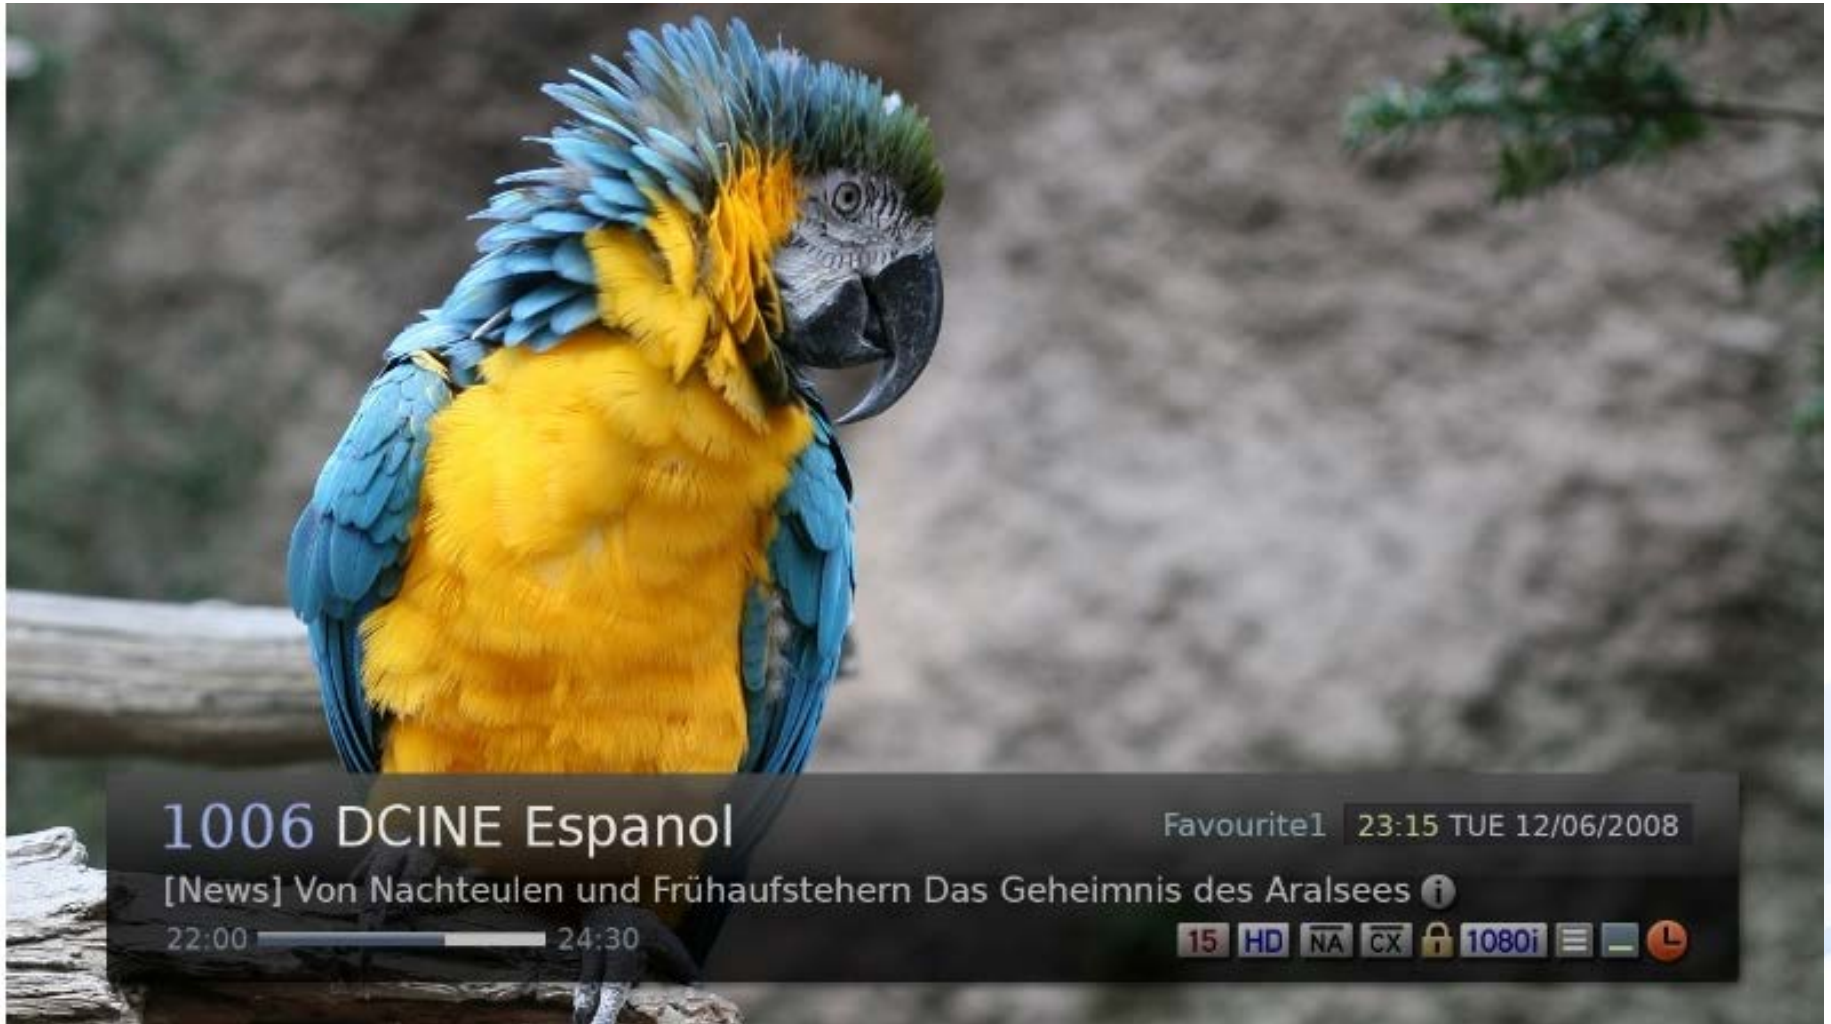 1006 DCINE Espanol
Favourite1 23:15 TUE 12/06/2008
[News] Von Nachteulen und Frühaufstehern Das Geheimnis des Aralsees i
22:00 24:30
15 HD NA CX 1080i